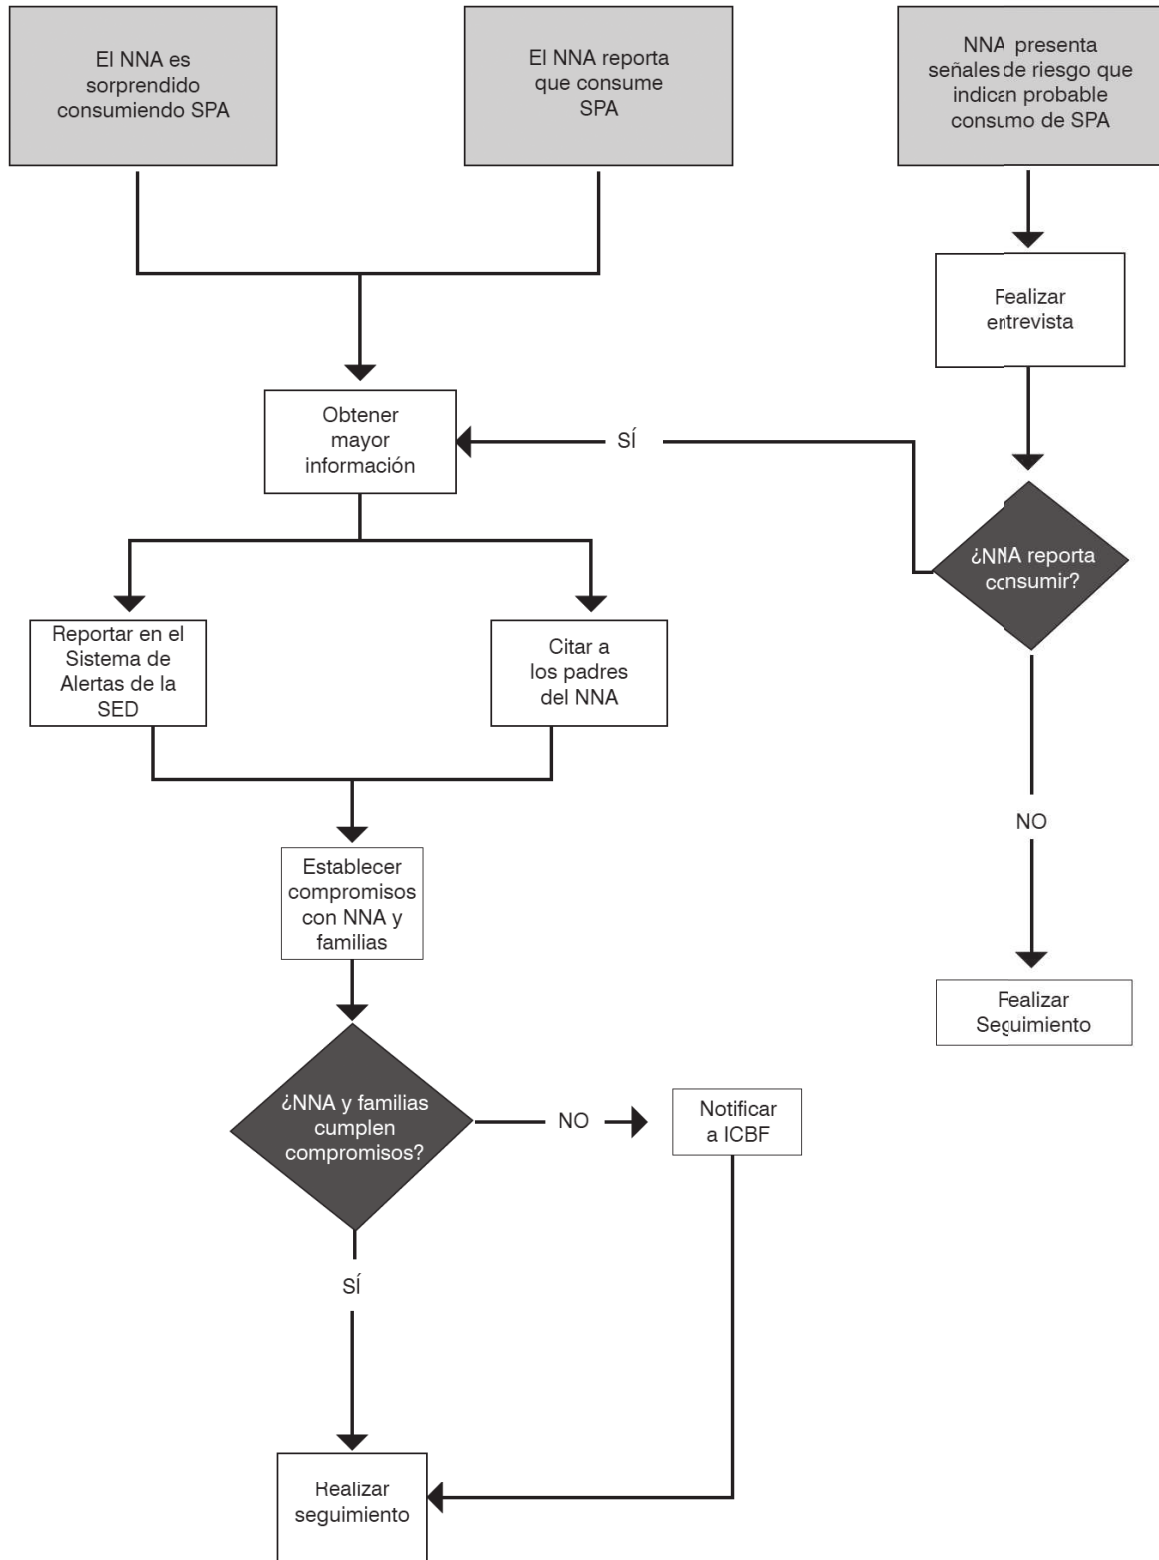 El NNA es
sorprendido
consumiendo SPA
El NNA reporta
que consume
SPA
NNA presenta
señales de riesgo que
indican probable
consumo de SPA
Realizar
entrevista
Obtener
mayor
información
SÍ
¿NNA reporta
consumir?
Reportar en el
Sistema de
Alertas de la
SED
Citar a
los padres
del NNA
NO
Establecer
compromisos
con NNA y
familias
Realizar
Seguimiento
¿NNA y familias
cumplen
compromisos?
NO
Notificar
a ICBF
SÍ
Realizar
seguimiento